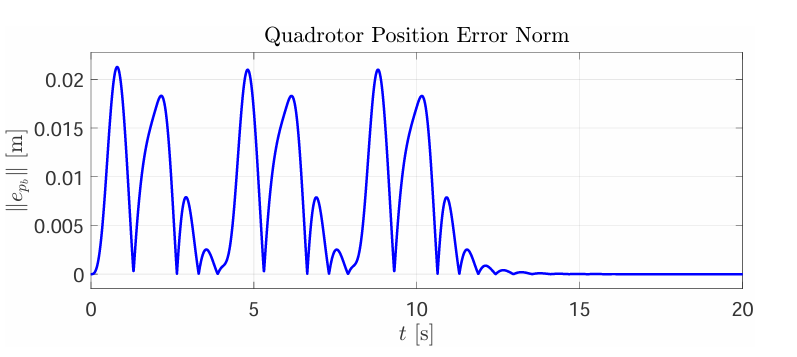 Quadrotor Position Error Norm
‖e_{p_b}‖ [m]
0.02
0.015
0.01
0.005
0
0 5 10 15 20
t [s]